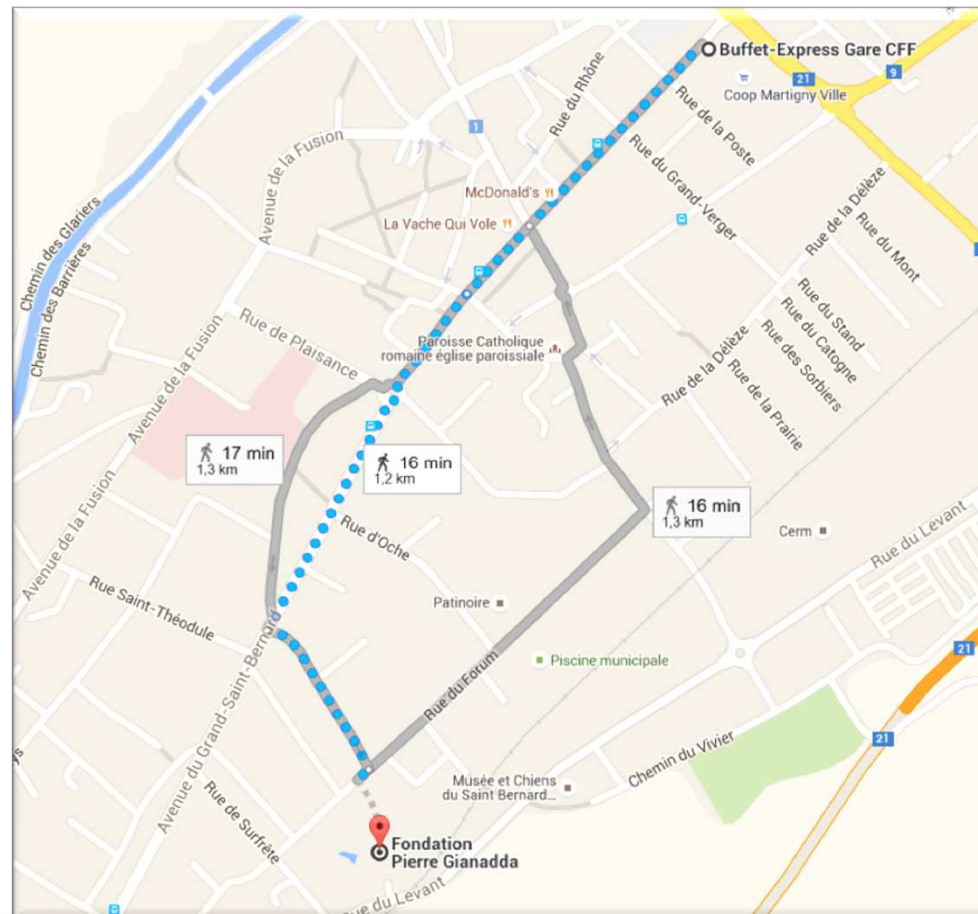 Buffet-Express Gare CFF
21
9
Coop Martigny Ville
Rue du Rhône
Rue de la Poste
1
Avenue de la Fusion
Rue du Grand-Verger
McDonald's
La Vache Qui Vole
Rue de la Délèze
Rue du Mont
Chemin des Glariers
Chemin des Barrières
Rue du Stand
Rue du Catogne
Rue des Sorbiers
Rue de la Prairie
Rue de Plaisance
Paroisse Catholique
romaine église paroissiale
Rue de la Délèze
Avenue de la Fusion
17 min
1,3 km
16 min
1,2 km
16 min
1,3 km
Avenue de la Fusion
Rue d'Oche
Cerm
Rue du Levant
Rue Saint-Théodule
Patinoire
Avenue du Grand-Saint-Bernard
Rue du Forum
Piscine municipale
21
21
ys
Chemin du Vivier
Musée et Chiens
du Saint Bernard...
Rue de Surfrête
Fondation
Pierre Gianadda
Rue du Levant